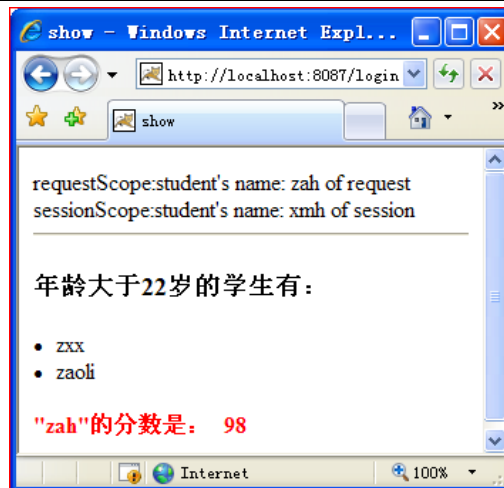 show - Windows Internet Expl...
http://localhost:8087/login
show
»
requestScope:student's name: zah of request
sessionScope:student's name: xmh of session
年龄大于22岁的学生有：
• zxx
• zaoli
"zah"的分数是： 98
Internet 100%